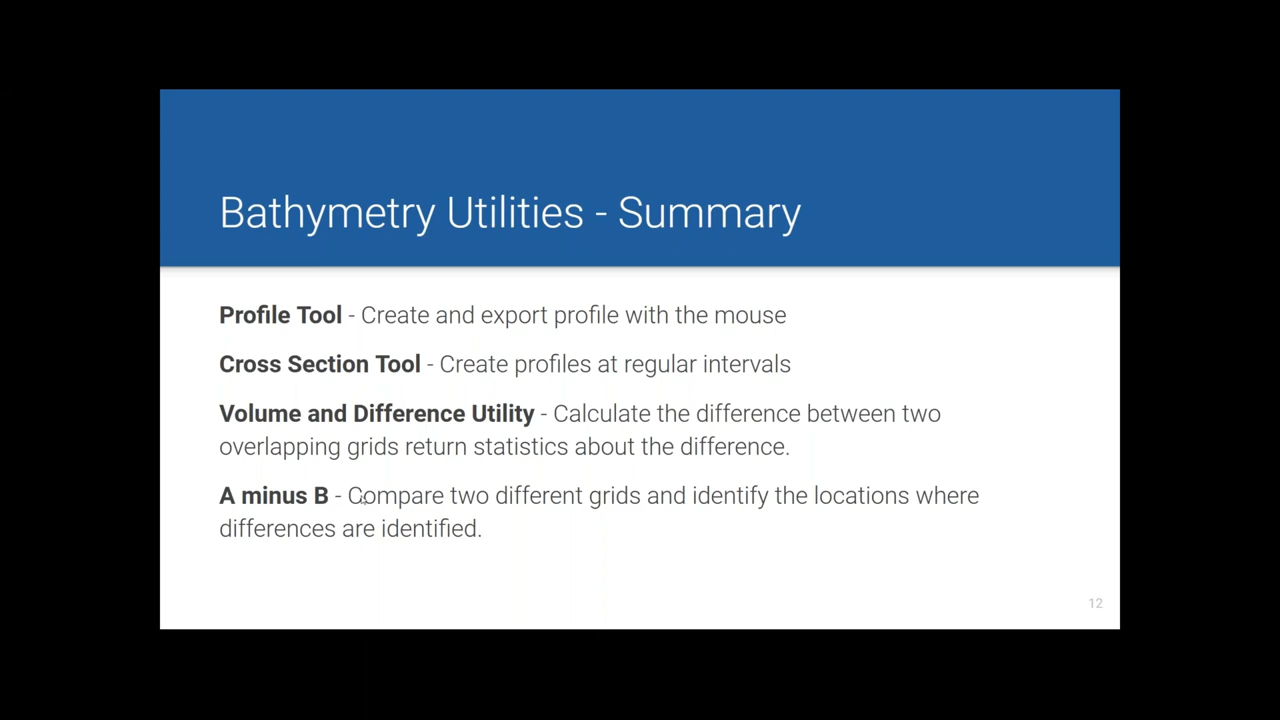 Bathymetry Utilities - Summary
Profile Tool - Create and export profile with the mouse
Cross Section Tool - Create profiles at regular intervals
Volume and Difference Utility - Calculate the difference between two
overlapping grids return statistics about the difference.
A minus B - Compare two different grids and identify the locations where
differences are identified.
12